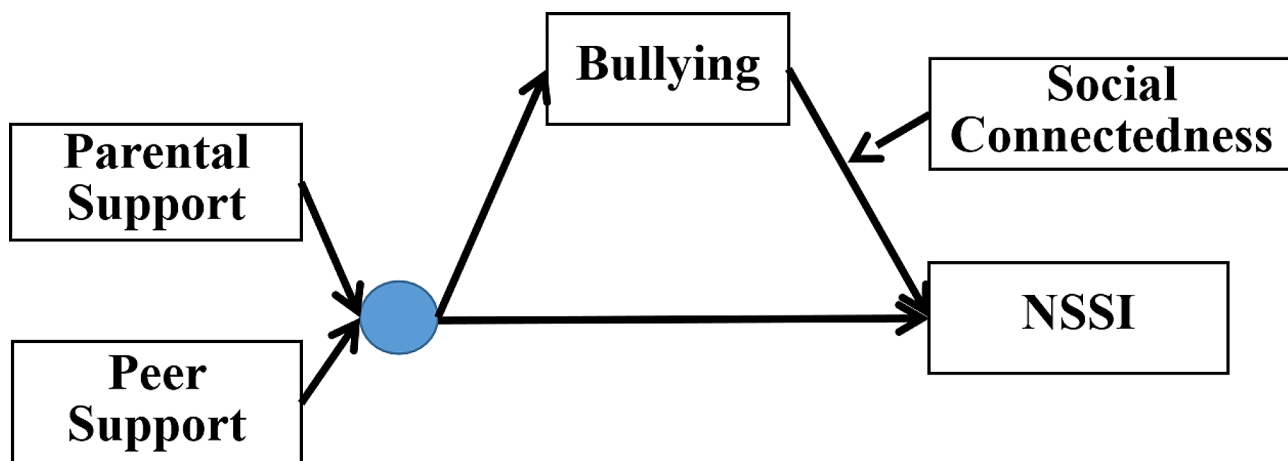 Bullying
Social
Connectedness
Parental
Support
NSSI
Peer
Support